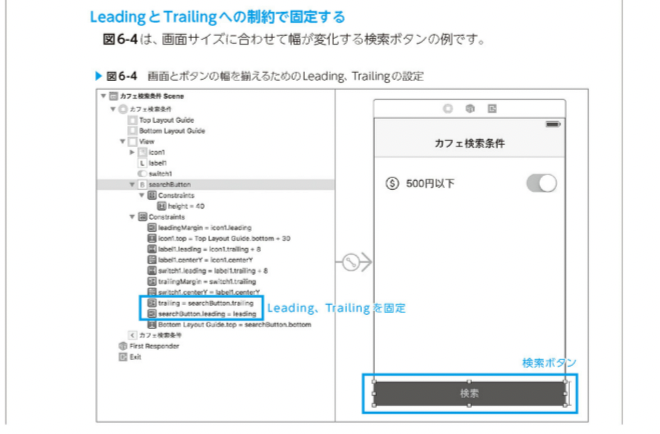 LeadingとTrailingへの制約で固定する
図6-4は、画面サイズに合わせて幅が変化する検索ボタンの例です。
▶ 図6-4 画面とボタンの幅を揃えるためのLeading、Trailingの設定
カフェ検索条件 Scene
カフェ検索条件
Top Layout Guide
Bottom Layout Guide
View
icon1
L label1
switch1
B searchButton
Constraints
height = 40
Constraints
leadingMargin = icon1.leading
icon1.top = Top Layout Guide.bottom + 30
label1.leading = icon1.trailing + 8
label1.centerY = icon1.centerY
switch1.leading = label1.trailing + 8
trailingMargin = switch1.trailing
switch1.centerY = label1.centerY
trailing = searchButton.trailing
searchButton.leading = leading
Bottom Layout Guide.top = searchButton.bottom
カフェ検索条件
First Responder
Exit
Leading、Trailingを固定
カフェ検索条件
500円以下
検索ボタン
検索